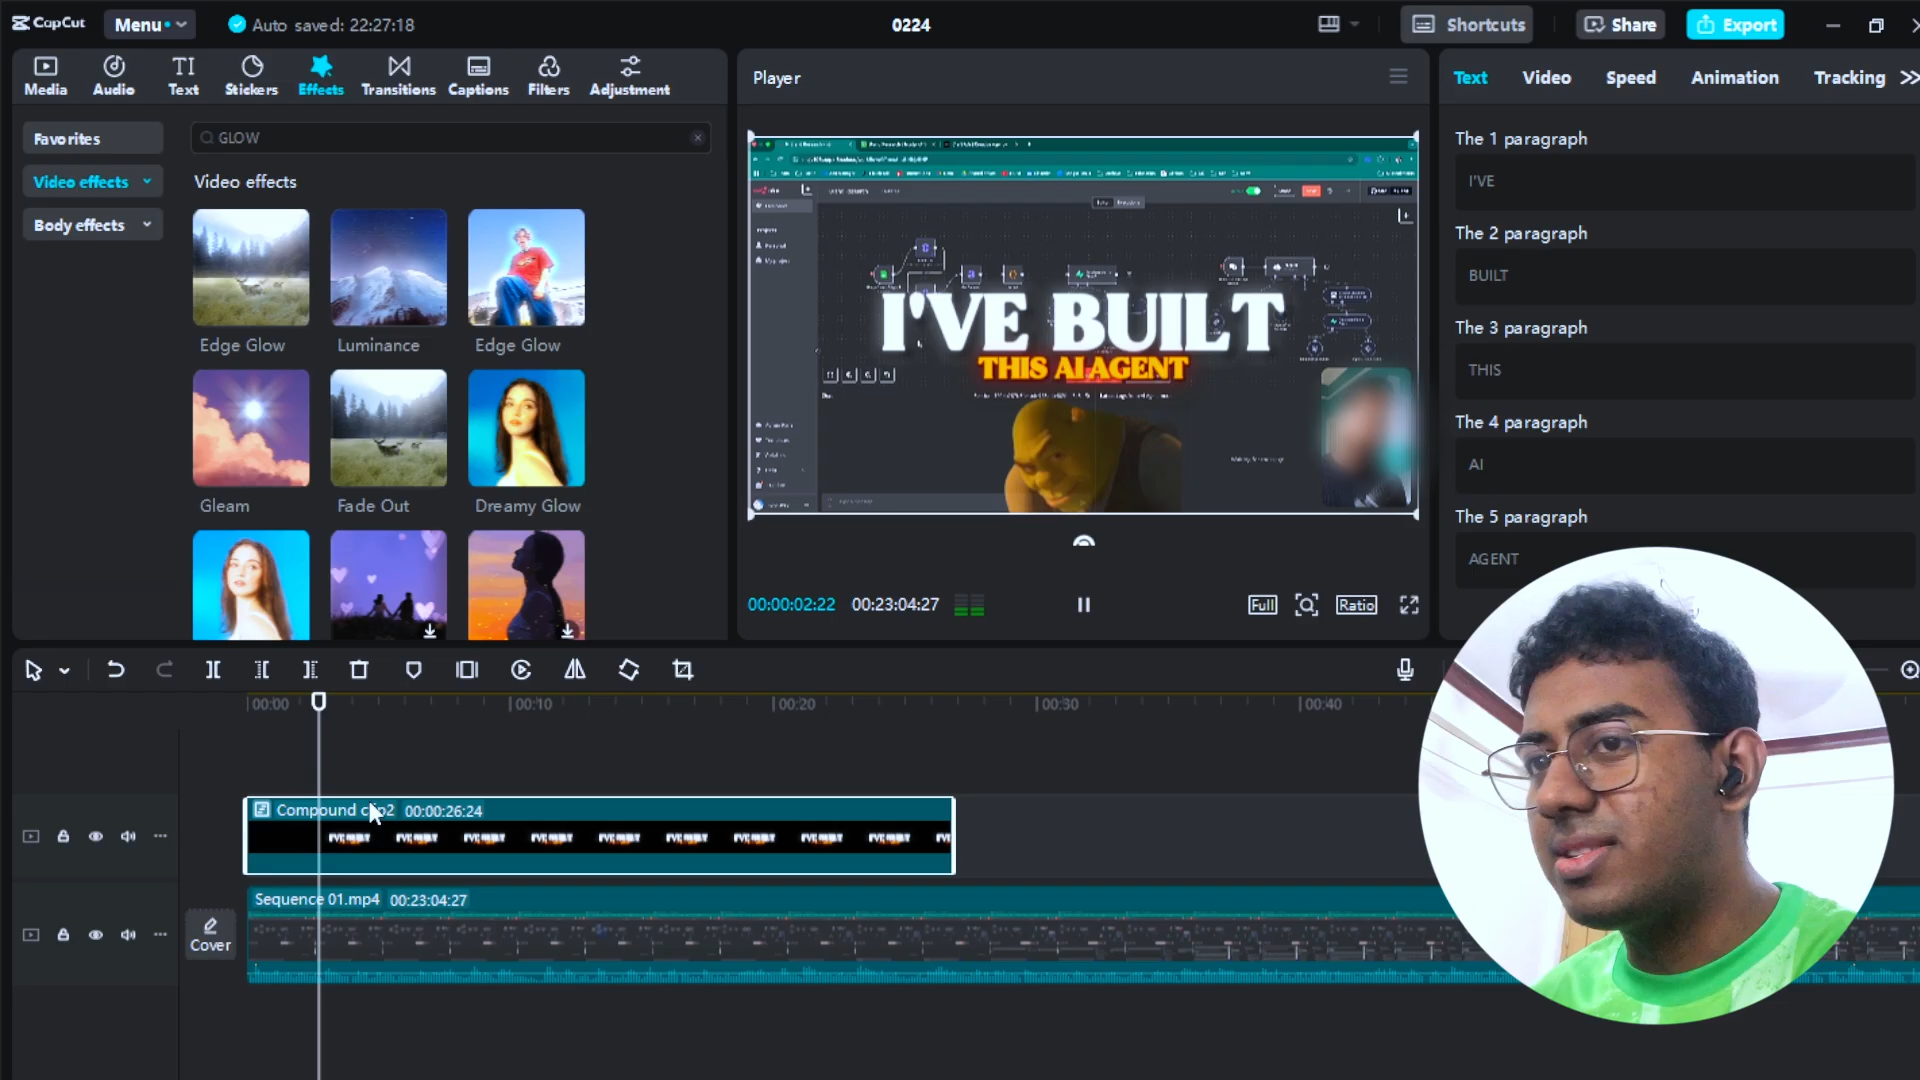 CapCut
Menu
Auto saved: 22:27:18
0224
Shortcuts
Share
Export
Media
Audio
Text
Stickers
Effects
Transitions
Captions
Filters
Adjustment
Favorites
Video effects
Body effects
GLOW
Video effects
Edge Glow
Luminance
Edge Glow
Gleam
Fade Out
Dreamy Glow
Player
I'VE BUILT
THIS AI AGENT
00:00:02:22
00:23:04:27
Full
Ratio
Text
Video
Speed
Animation
Tracking
The 1 paragraph
I'VE
The 2 paragraph
BUILT
The 3 paragraph
THIS
The 4 paragraph
AI
The 5 paragraph
AGENT
00:00
00:10
00:20
00:30
00:40
Compound clip2 00:00:26:24
Sequence 01.mp4 00:23:04:27
Cover